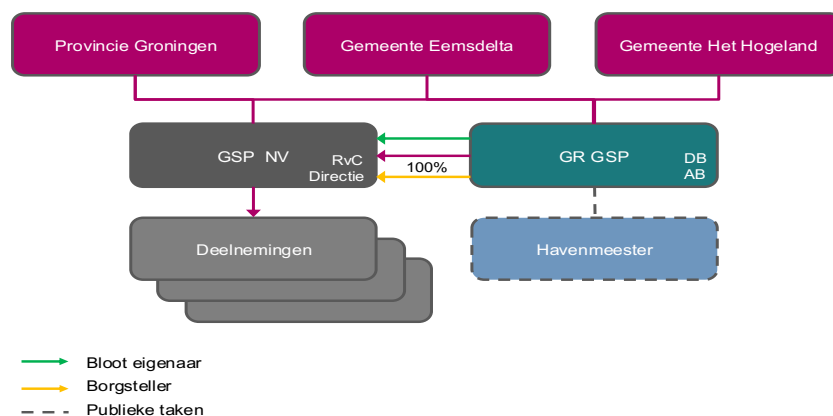 Provincie Groningen
Gemeente Eemsdelta
Gemeente Het Hogeland
GSP NV
RvC
Directie
100%
GR GSP
DB
AB
Deelnemingen
Havenmeester
Bloot eigenaar
Borgsteller
Publieke taken